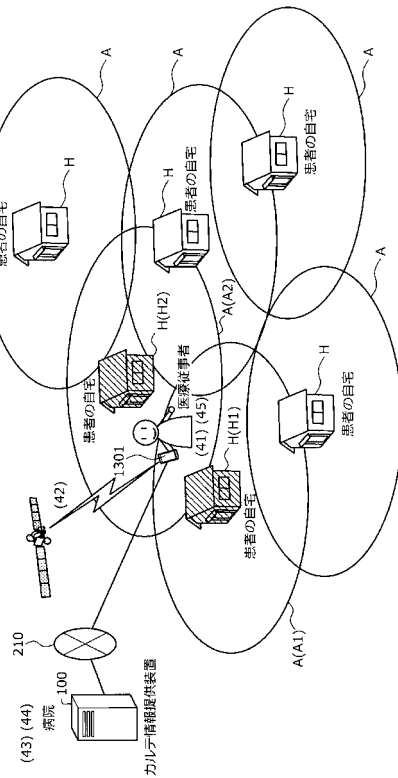 (43) (44)
病院
100
カルテ情報提供装置
210
(42)
1301
医療従事者
(41) (45)
患者の自宅
H(H1)
A(A1)
患者の自宅
H(H2)
A(A2)
患者の自宅
H
A
患者の自宅
H
A
患者の自宅
H
A
患者の自宅
H
A